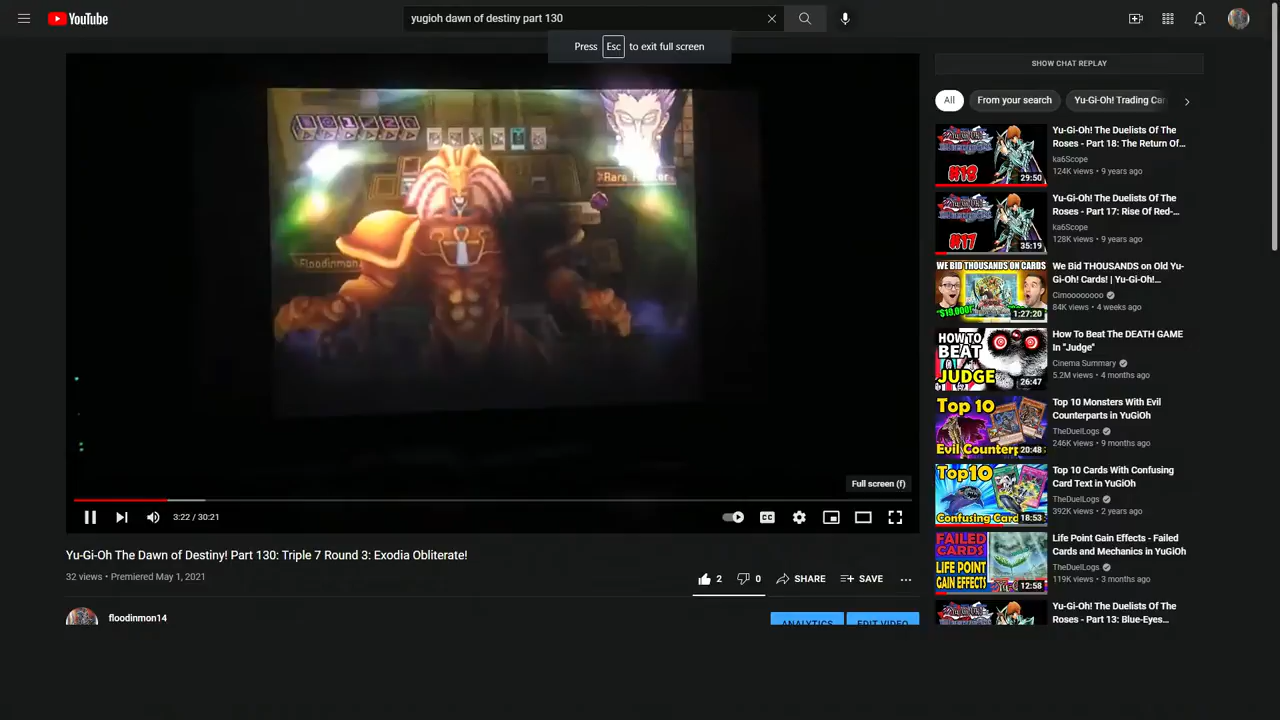 YouTube
yugioh dawn of destiny part 130
Press Esc to exit full screen
Rare Hunter
Floodinmon
Full screen (f)
3:22 / 30:21
CC
Yu-Gi-Oh The Dawn of Destiny! Part 130: Triple 7 Round 3: Exodia Obliterate!
32 views • Premiered May 1, 2021
2
0
SHARE
SAVE
floodinmon14
ANALYTICS
EDIT VIDEO
SHOW CHAT REPLAY
All
From your search
Yu-Gi-Oh! Trading Car
#18
29:50
Yu-Gi-Oh! The Duelists Of The
Roses - Part 18: The Return Of...
ka6Scope
124K views • 9 years ago
#17
35:19
Yu-Gi-Oh! The Duelists Of The
Roses - Part 17: Rise Of Red-...
ka6Scope
128K views • 9 years ago
WE BID THOUSANDS ON CARDS
$19,000?
1:27:20
We Bid THOUSANDS on Old Yu-
Gi-Oh! Cards! | Yu-Gi-Oh!...
Cimoooooooo
84K views • 4 weeks ago
HOW TO
BEAT
JUDGE
26:47
How To Beat The DEATH GAME
In "Judge"
Cinema Summary
5.2M views • 4 months ago
Top 10
Evil Counterp
20:48
Top 10 Monsters With Evil
Counterparts in YuGiOh
TheDuelLogs
246K views • 9 months ago
Top 10
Confusing Card
18:53
Top 10 Cards With Confusing
Card Text in YuGiOh
TheDuelLogs
392K views • 2 years ago
FAILED
CARDS
LIFE POINT
GAIN EFFECTS
12:58
Life Point Gain Effects - Failed
Cards and Mechanics in YuGiOh
TheDuelLogs
119K views • 3 months ago
Yu-Gi-Oh! The Duelists Of The
Roses - Part 13: Blue-Eyes...